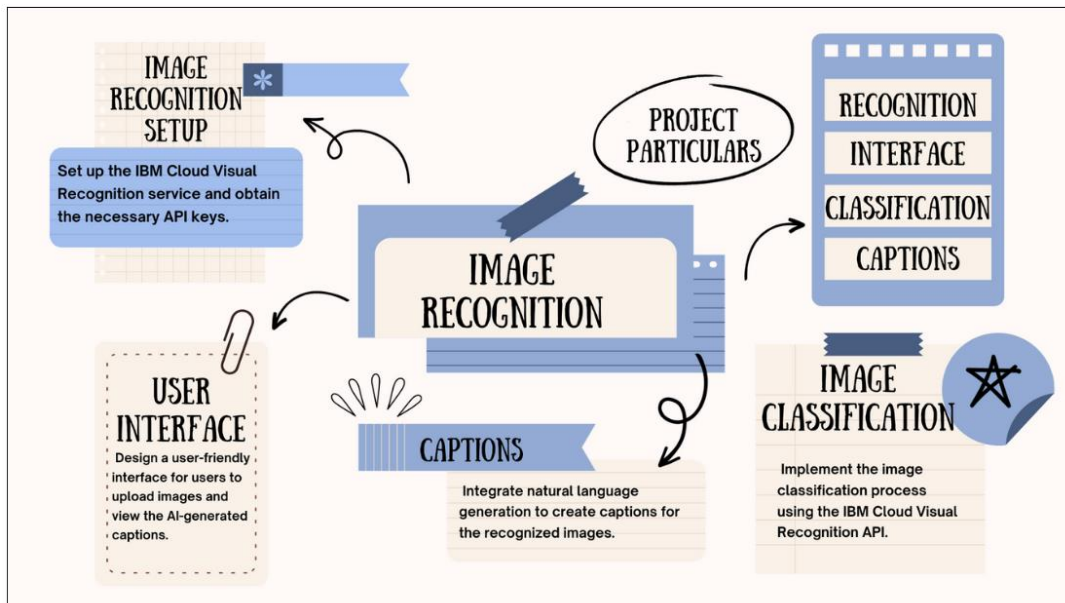 IMAGE
RECOGNITION
SETUP
Set up the IBM Cloud Visual
Recognition service and obtain
the necessary API keys.
PROJECT
PARTICULARS
RECOGNITION
INTERFACE
CLASSIFICATION
CAPTIONS
IMAGE
RECOGNITION
USER
INTERFACE
Design a user-friendly
interface for users to
upload images and
view the AI-generated
captions.
CAPTIONS
Integrate natural language
generation to create captions for
the recognized images.
IMAGE
CLASSIFICATION
Implement the image
classification process
using the IBM Cloud Visual
Recognition API.